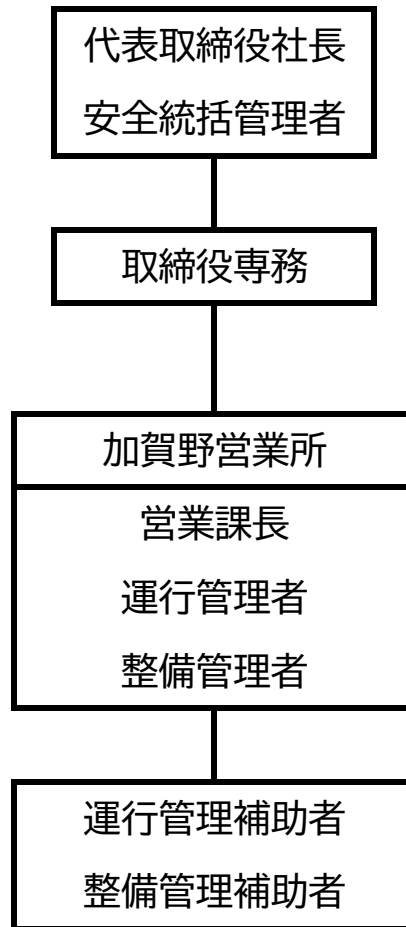 代表取締役社長
安全統括管理者
取締役専務
加賀野営業所
営業課長
運行管理者
整備管理者
運行管理補助者
整備管理補助者